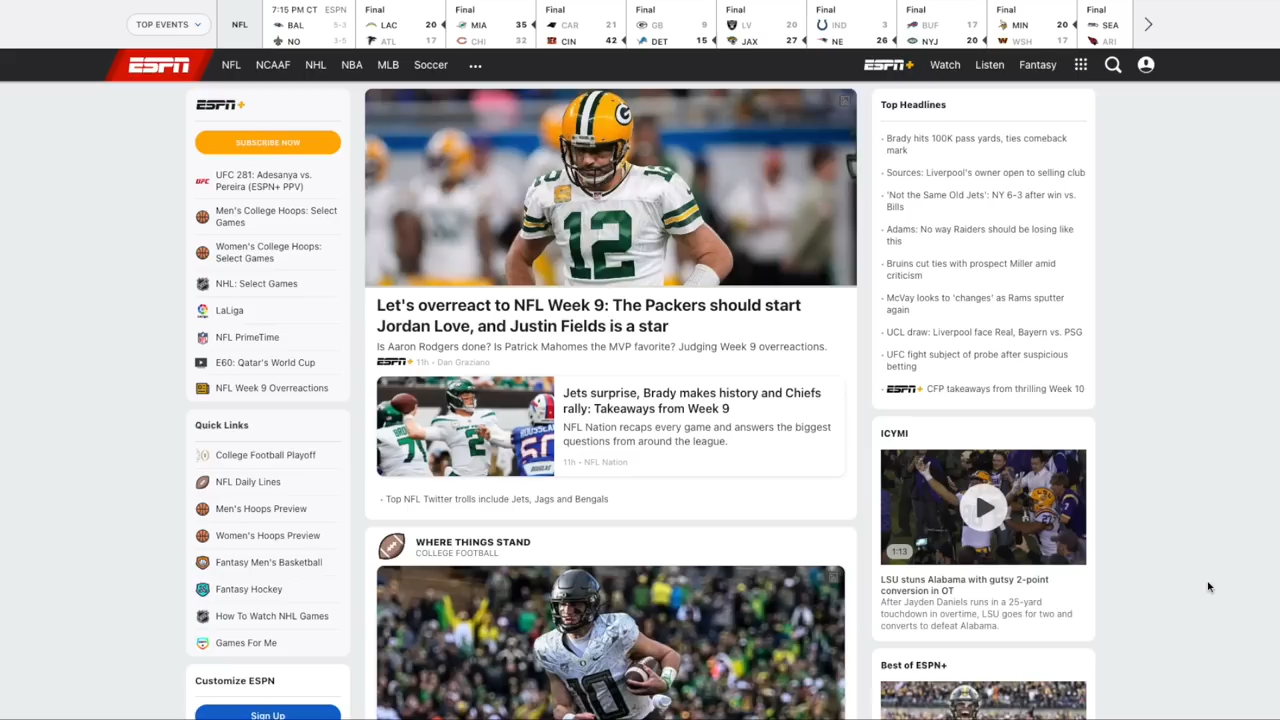 TOP EVENTS
NFL
7:15 PM CT ESPN
BAL 5-3
NO 3-5
Final
LAC 20
ATL 17
Final
MIA 35
CHI 32
Final
CAR 21
CIN 42
Final
GB 9
DET 15
Final
LV 20
JAX 27
Final
IND 3
NE 26
Final
BUF 17
NYJ 20
Final
MIN 20
WSH 17
Final
SEA
ARI
ESPN NFL NCAAF NHL NBA MLB Soccer ... ESPN+ Watch Listen Fantasy
ESPN+
SUBSCRIBE NOW
UFC UFC 281: Adesanya vs.
Pereira (ESPN+ PPV)
Men's College Hoops: Select
Games
Women's College Hoops:
Select Games
NHL: Select Games
LaLiga
NFL PrimeTime
E60: Qatar's World Cup
NFL Week 9 Overreactions
Quick Links
College Football Playoff
NFL Daily Lines
Men's Hoops Preview
Women's Hoops Preview
Fantasy Men's Basketball
Fantasy Hockey
How To Watch NHL Games
Games For Me
Customize ESPN
Sign Up
12
Let's overreact to NFL Week 9: The Packers should start
Jordan Love, and Justin Fields is a star
Is Aaron Rodgers done? Is Patrick Mahomes the MVP favorite? Judging Week 9 overreactions.
ESPN+ 11h • Dan Graziano
Jets surprise, Brady makes history and Chiefs
rally: Takeaways from Week 9
NFL Nation recaps every game and answers the biggest
questions from around the league.
11h • NFL Nation
Top NFL Twitter trolls include Jets, Jags and Bengals
WHERE THINGS STAND
COLLEGE FOOTBALL
10
Top Headlines
Brady hits 100K pass yards, ties comeback
mark
Sources: Liverpool's owner open to selling club
'Not the Same Old Jets': NY 6-3 after win vs.
Bills
Adams: No way Raiders should be losing like
this
Bruins cut ties with prospect Miller amid
criticism
McVay looks to 'changes' as Rams sputter
again
UCL draw: Liverpool face Real, Bayern vs. PSG
UFC fight subject of probe after suspicious
betting
ESPN+ CFP takeaways from thrilling Week 10
ICYMI
1:13
LSU stuns Alabama with gutsy 2-point
conversion in OT
After Jayden Daniels runs in a 25-yard
touchdown in overtime, LSU goes for two and
converts to defeat Alabama.
Best of ESPN+